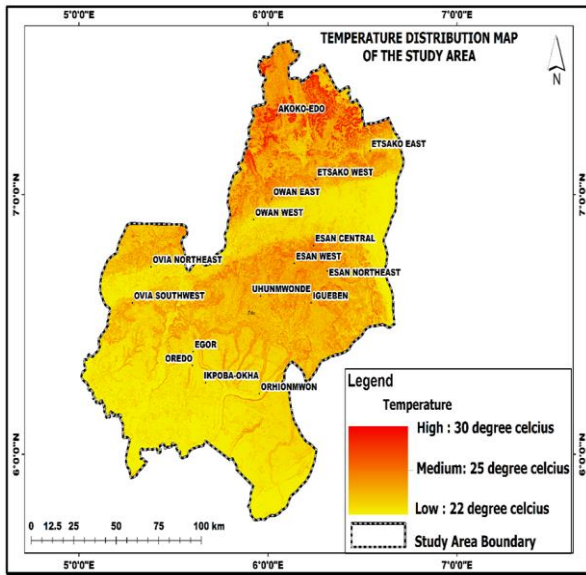 5°0'0"E 6°0'0"E 7°0'0"E
TEMPERATURE DISTRIBUTION MAP
OF THE STUDY AREA
N
AKOKO-EDO
ETSAKO EAST
ETSAKO WEST
7°0'0"N 7°0'0"N
OWAN EAST
OWAN WEST
ESAN CENTRAL
OVIA NORTHEAST ESAN WEST
ESAN NORTHEAST
OVIA SOUTHWEST UHUNMWONDE IGUEBEN
EGOR
OREDO
IKPOBA-OKHA
ORHIONMWON
Legend
Temperature
High : 30 degree celcius
Medium: 25 degree celcius
Low : 22 degree celcius
Study Area Boundary
6°0'0"N 6°0'0"N
0 12.5 25 50 75 100 km
5°0'0"E 6°0'0"E 7°0'0"E